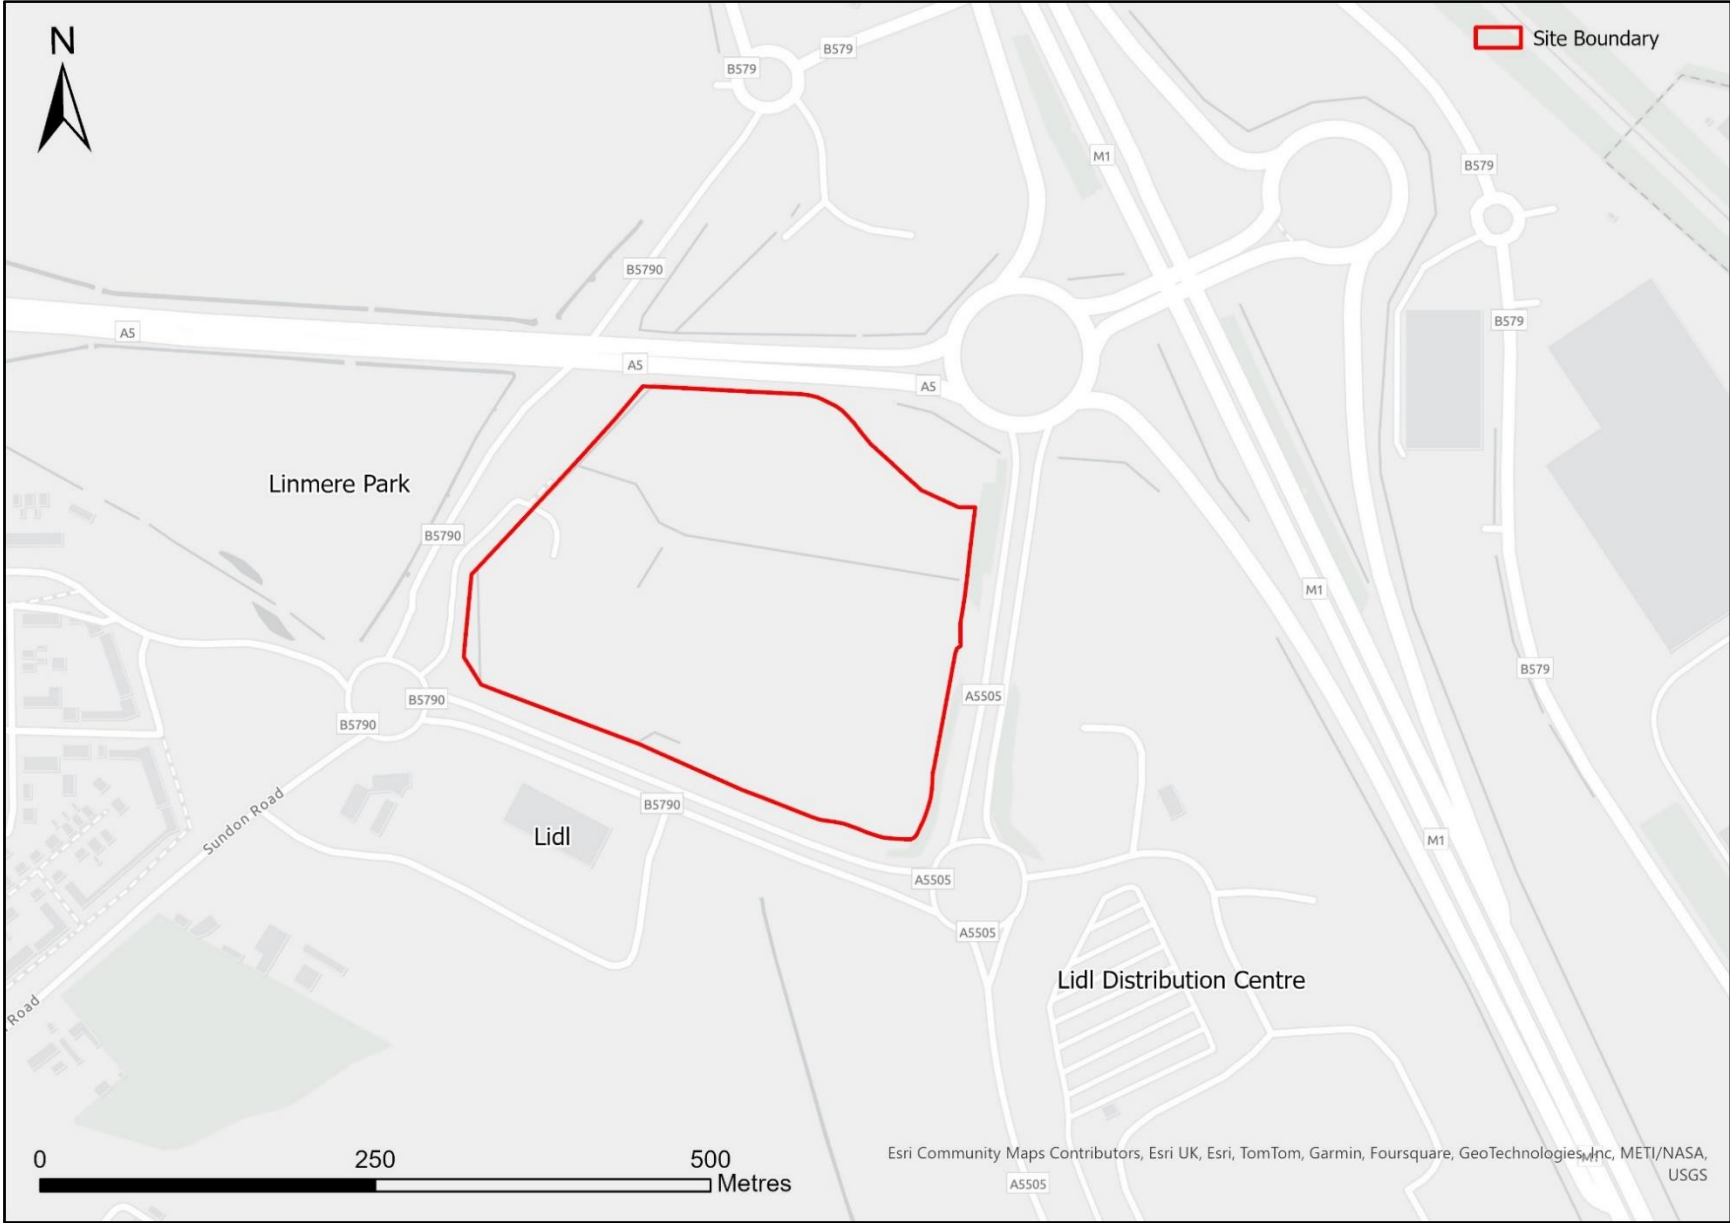 N
B579
B579
Site Boundary
M1
B579
B5790
B579
A5
A5
A5
Linmere Park
B5790
M1
B579
A5505
B5790
B5790
B5790
Sundon Road
Lidl
M1
A5505
A5505
Lidl Distribution Centre
Road
0 250 500
Metres
Esri Community Maps Contributors, Esri UK, Esri, TomTom, Garmin, Foursquare, GeoTechnologies, Inc, METI/NASA,
USGS
M1
A5505